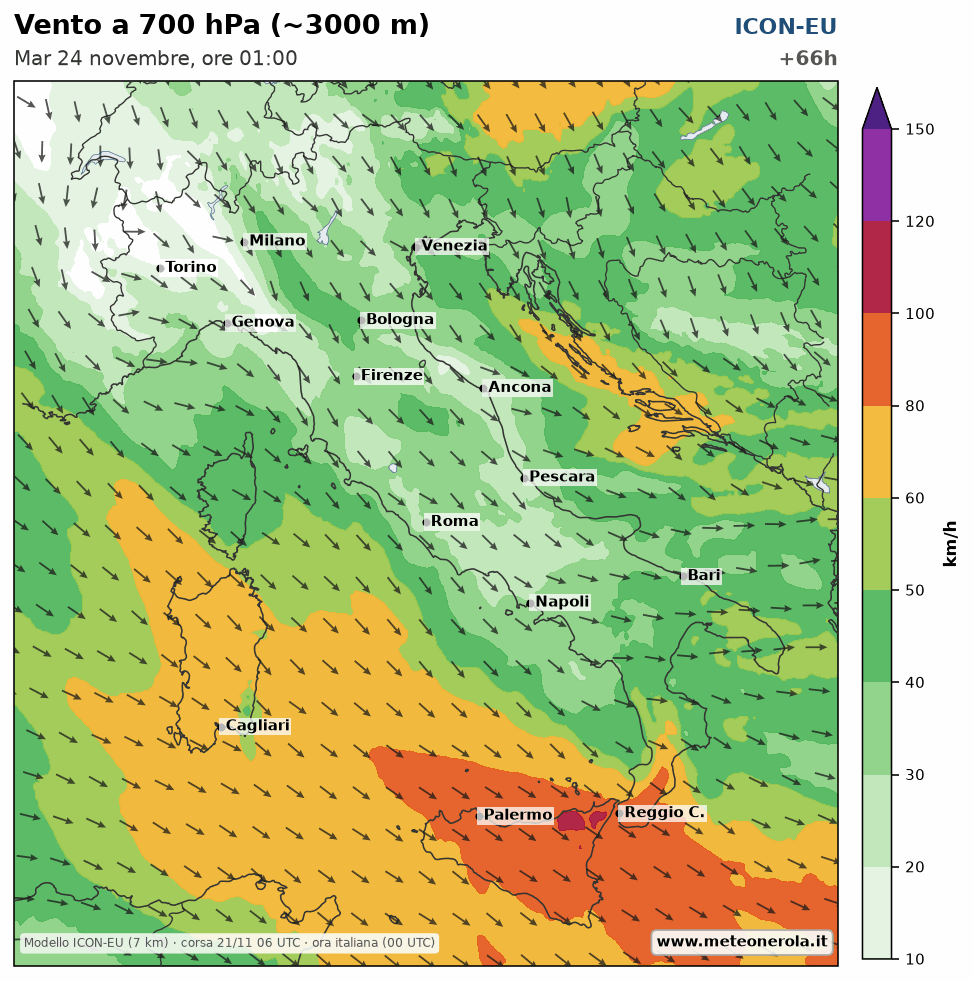 Vento a 700 hPa (~3000 m)
ICON-EU
Mar 24 novembre, ore 01:00
+66h
150
120
100
80
60
50
40
30
20
10
km/h
Milano
Venezia
Torino
Genova
Bologna
Firenze
Ancona
Pescara
Roma
Bari
Napoli
Cagliari
Palermo
Reggio C.
Modello ICON-EU (7 km) · corsa 21/11 06 UTC · ora italiana (00 UTC)
www.meteonerola.it